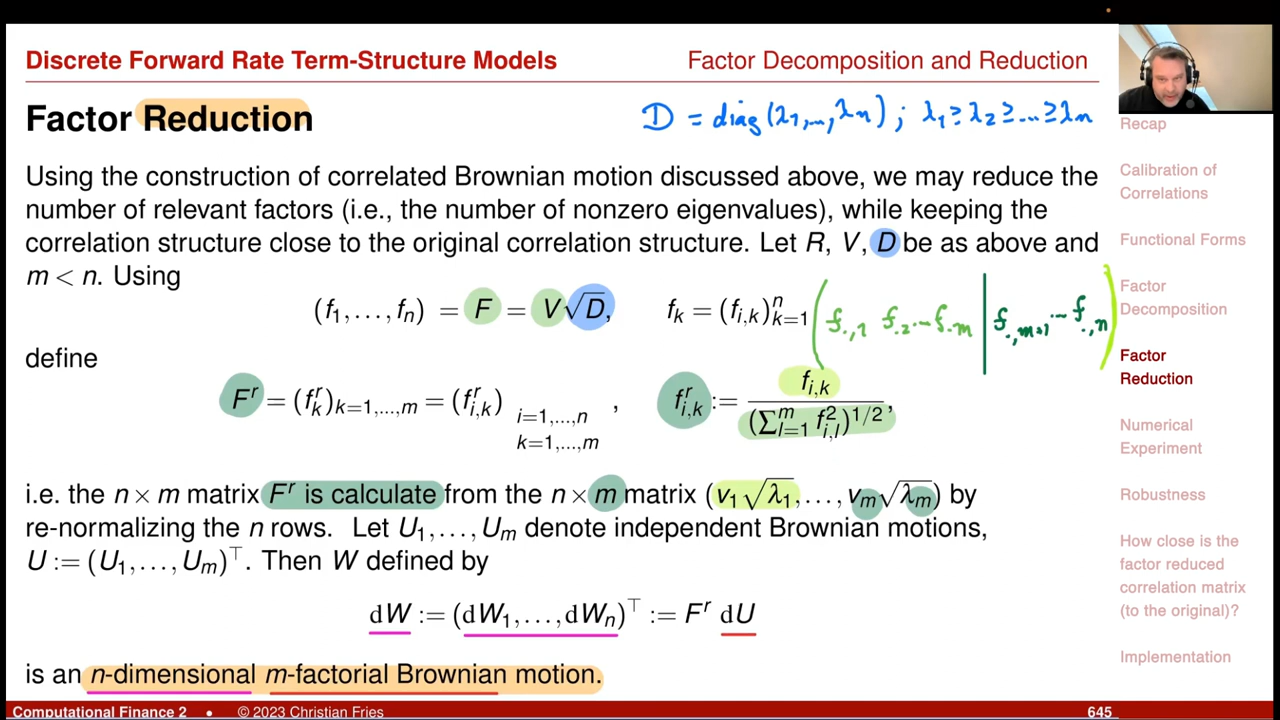 Discrete Forward Rate Term-Structure Models
Factor Decomposition and Reduction
Factor Reduction
D = diag(λ1,...,λn); λ1 ≥ λ2 ≥ ... ≥ λn
Using the construction of correlated Brownian motion discussed above, we may reduce the
number of relevant factors (i.e., the number of nonzero eigenvalues), while keeping the
correlation structure close to the original correlation structure. Let R, V, D be as above and
m < n. Using
(f₁,...,fₙ) = F = V√D, fₖ = (f_{i,k})ⁿ_{k=1} ( f.,1 f.,2 ... f.,m | f.,m+1 ... f.,n )
define
Fʳ = (fʳₖ)_{k=1,...,m} = (fʳ_{i,k}) i=1,...,n k=1,...,m , fʳ_{i,k} := f_{i,k} / (∑ᵐ_{l=1} f²_{i,l})^{1/2},
i.e. the n × m matrix Fʳ is calculate from the n × m matrix (v₁√λ₁,...,vₘ√λₘ) by
re-normalizing the n rows. Let U₁,...,Uₘ denote independent Brownian motions,
U := (U₁,...,Uₘ)⊤. Then W defined by
dW := (dW₁,...,dWₙ)⊤ := Fʳ dU
is an n-dimensional m-factorial Brownian motion.
Recap
Calibration of
Correlations
Functional Forms
Factor
Decomposition
Factor
Reduction
Numerical
Experiment
Robustness
How close is the
factor reduced
correlation matrix
(to the original)?
Implementation
Computational Finance 2 • © 2023 Christian Fries
645